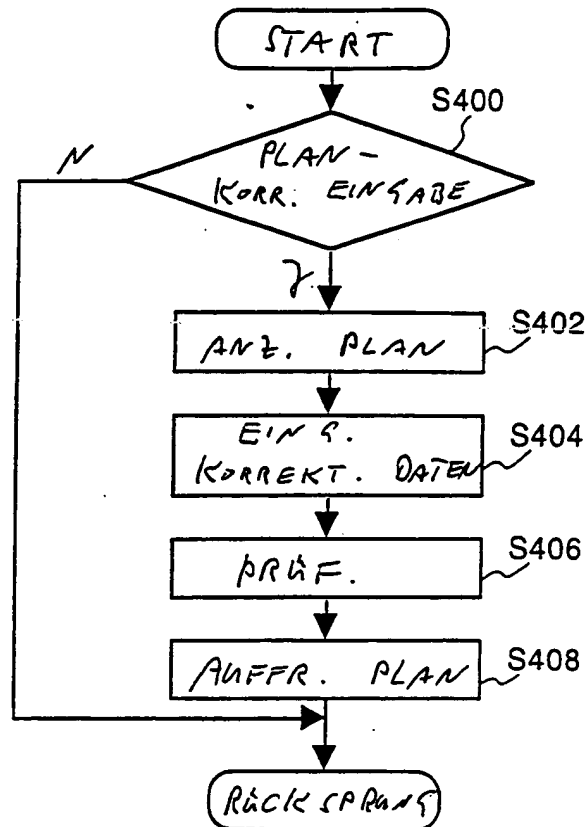 START
S400
PLAN-
KORR. EINGABE
N
J
ANZ. PLAN
S402
EING.
KORREKT. DATEN
S404
PRÜF.
S406
AUFFR. PLAN
S408
RÜCKSPRUNG